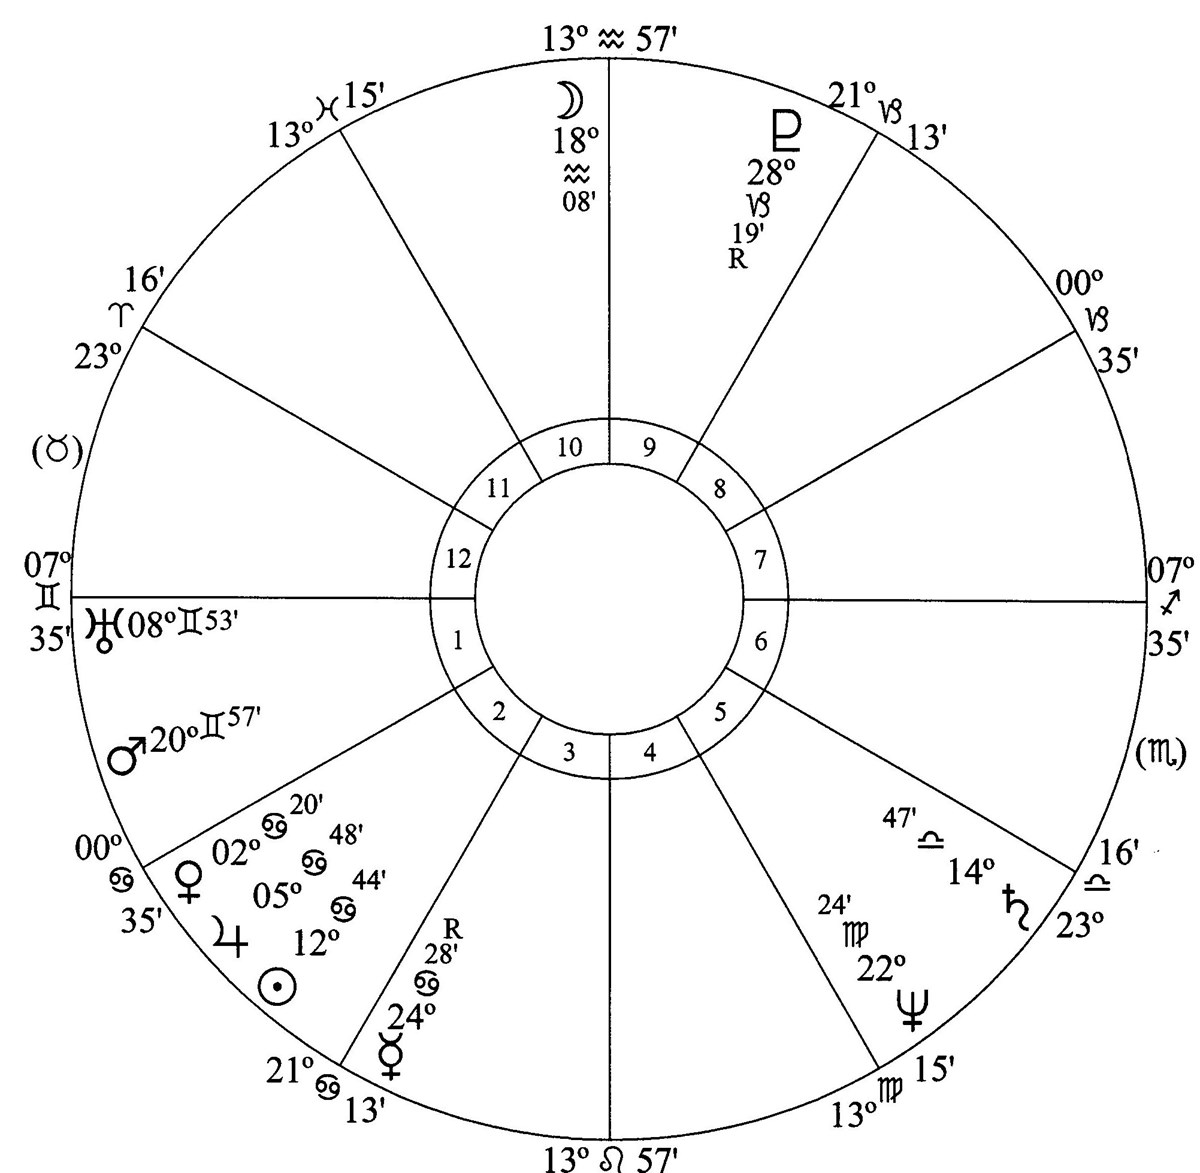 13º ♒ 57'
13º ♓ 15'
21º ♑ 13'
☽
18º
♒
08'
♇
28º
♑
19'
R
16'
♈
23º
00º
♑
35'
(♉)
10
9
11
8
12
7
07º
♊
35'
07º
♐
35'
♅ 08º ♊ 53'
1
6
♂ 20º ♊ 57'
2
5
3
4
(♏)
00º
♋
35'
♀ 02º ♋ 20'
♃ 05º ♋ 48'
☉ 12º ♋ 44'
R
28'
♋
24º
☿
47'
♎
14º
♄
24'
♍
22º
♆
16'
♎
23º
21º ♋ 13'
13º ♍ 15'
13º ♌ 57'